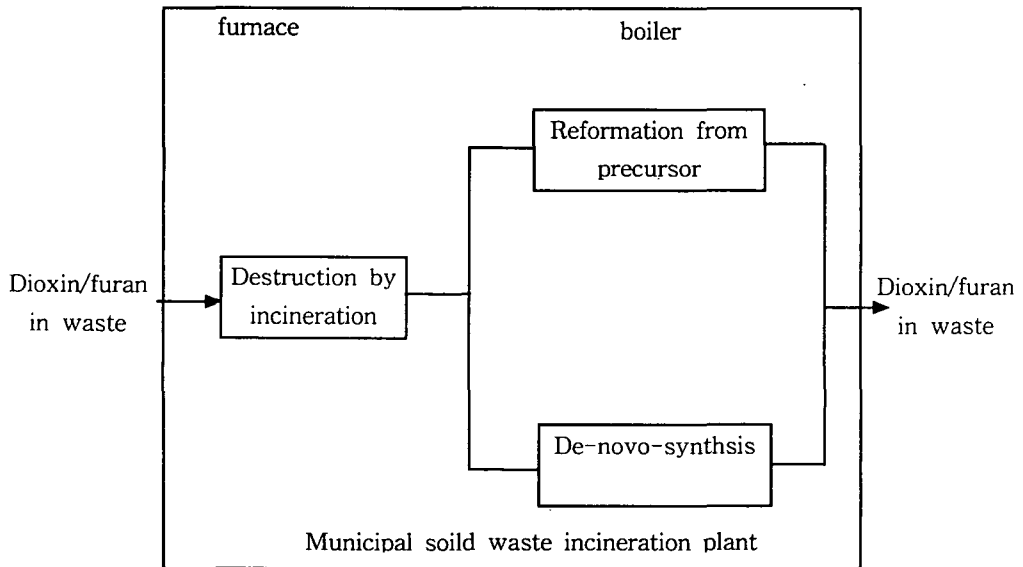 furnace
boiler
Reformation from
precursor
Dioxin/furan
in waste
Destruction by
incineration
Dioxin/furan
in waste
De-novo-synthsis
Municipal soild waste incineration plant